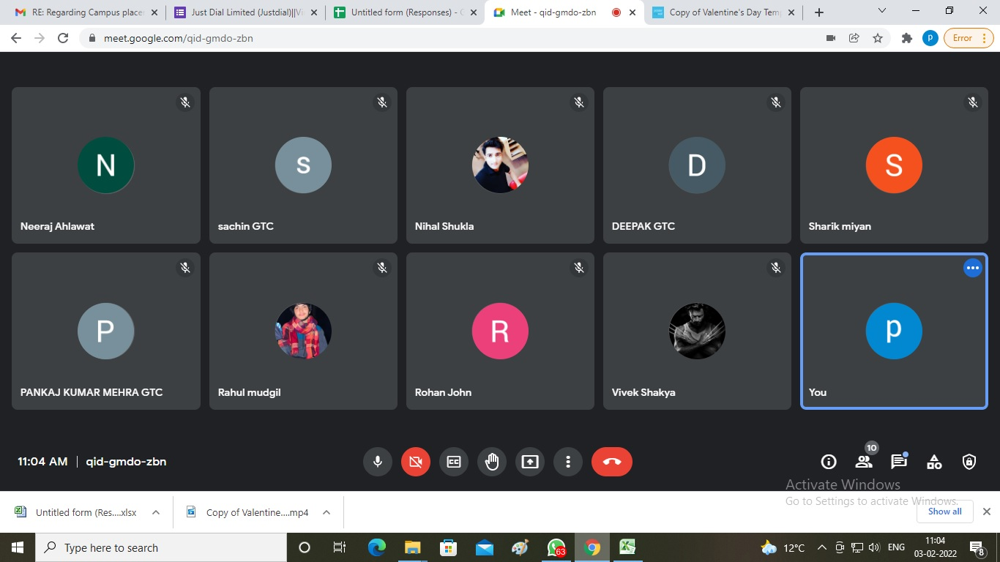 RE: Regarding Campus place
Just Dial Limited (Justdial)||Vi
Untitled form (Responses) - 
Meet - qid-gmdo-zbn
Copy of Valentine's Day Temp
meet.google.com/qid-gmdo-zbn
p
Error
N
s
D
S
Neeraj Ahlawat
sachin GTC
Nihal Shukla
DEEPAK GTC
Sharik miyan
P
R
p
PANKAJ KUMAR MEHRA GTC
Rahul mudgil
Rohan John
Vivek Shakya
You
10
11:04 AM | qid-gmdo-zbn
CC
Activate Windows
Go to Settings to activate Windows.
Untitled form (Res....xlsx
Copy of Valentine....mp4
Show all
Type here to search
63
12°C
ENG
11:04
03-02-2022
8